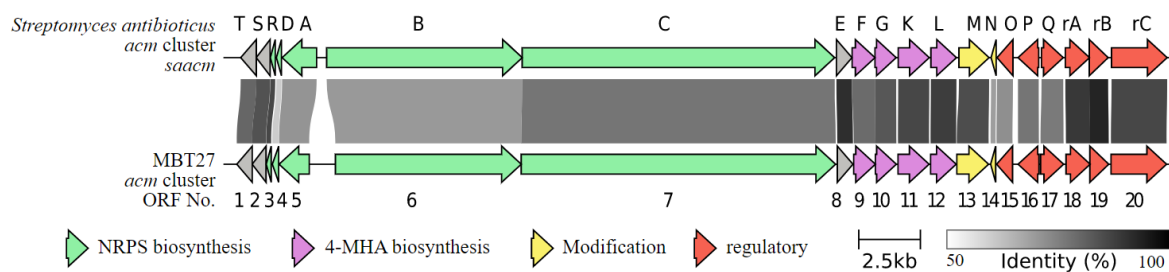 T S R D A B C E F G K L M N O P Q rA rB rC
Streptomyces antibioticus
acm cluster
saacm
MBT27
acm cluster
ORF No. 1 2 3 4 5 6 7 8 9 10 11 12 13 14 15 16 17 18 19 20
NRPS biosynthesis 4-MHA biosynthesis Modification regulatory
2.5kb
50 Identity (%) 100